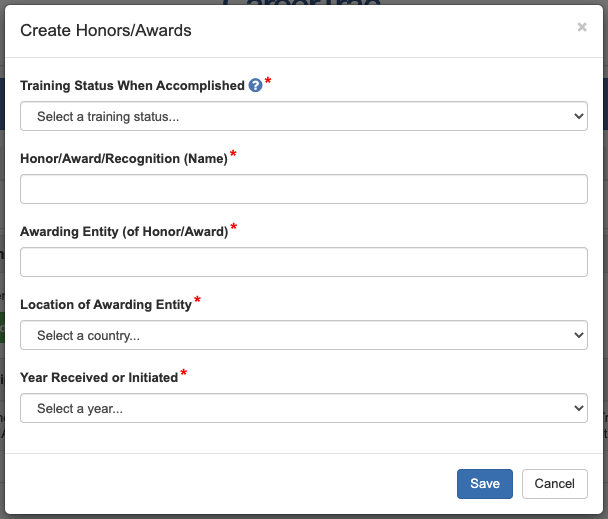 Create Honors/Awards ×
Training Status When Accomplished ?*
Select a training status...
Honor/Award/Recognition (Name)*
Awarding Entity (of Honor/Award)*
Location of Awarding Entity*
Select a country...
Year Received or Initiated*
Select a year...
Save Cancel